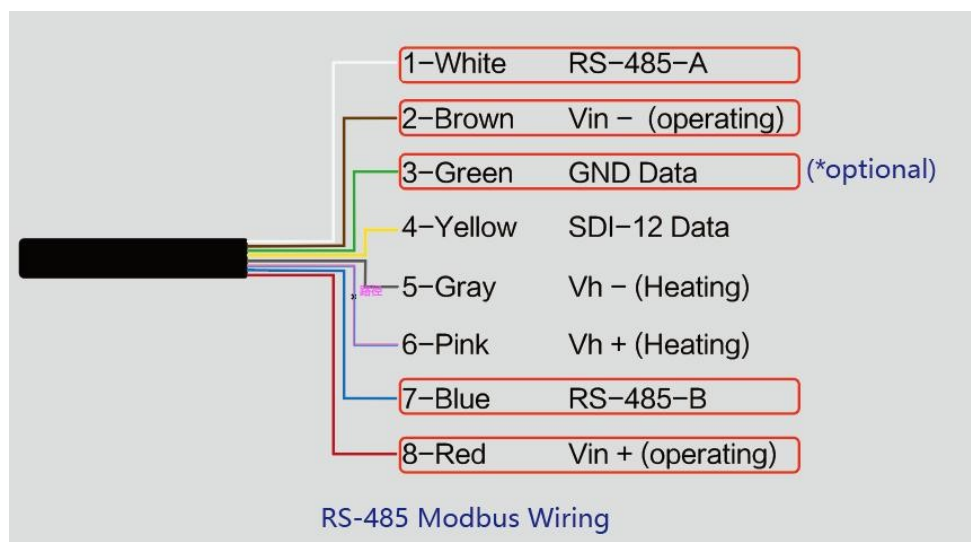 1-White RS-485-A
2-Brown Vin - (operating)
3-Green GND Data (*optional)
4-Yellow SDI-12 Data
路径 5-Gray Vh - (Heating)
6-Pink Vh + (Heating)
7-Blue RS-485-B
8-Red Vin + (operating)
RS-485 Modbus Wiring